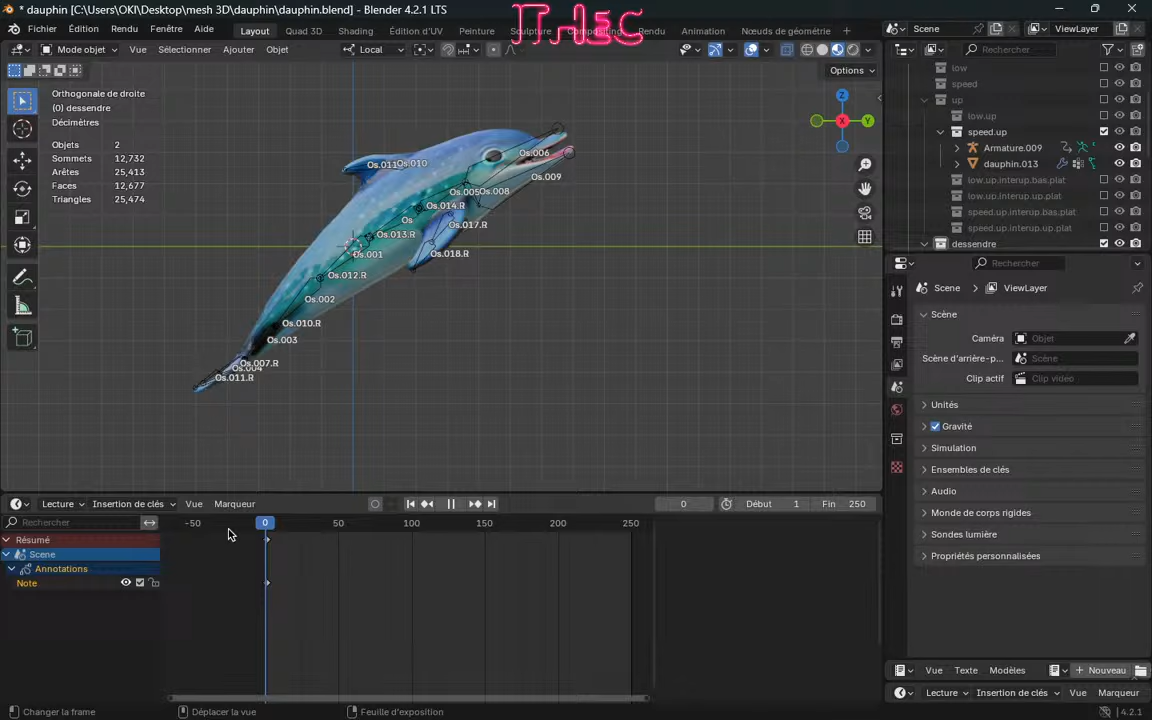 * dauphin [C:\Users\OKI\Desktop\mesh 3D\dauphin\dauphin.blend] - Blender 4.2.1 LTS
Fichier Édition Rendu Fenêtre Aide Layout Quad 3D Shading Édition d'UV Peinture Sculpture Compositing Rendu Animation Nœuds de géométrie Scene ViewLayer
Mode objet Vue Sélectionner Ajouter Objet Local Rechercher
Options
Orthogonale de droite
(0) dessendre
Décimètres
Objets 2
Sommets 12,732
Arêtes 25,413
Faces 12,677
Triangles 25,474
Z
X
Y
Os.006
Os.011 Os.010
Os.009
Os.005 Os.008
Os.014.R
Os
Os.017.R
Os.013.R
Os.001
Os.018.R
Os.012.R
Os.002
Os.010.R
Os.003
Os.007.R
Os.004
Os.011.R
low
speed
up
low.up
speed.up
Armature.009
dauphin.013
low.up.interup.bas.plat
low.up.interup.up.plat
speed.up.interup.bas.plat
speed.up.interup.up.plat
dessendre
Rechercher
Scene ViewLayer
Scène
Caméra Objet
Scène d'arrière-p... Scène
Clip actif Clip vidéo
Unités
Gravité
Simulation
Ensembles de clés
Audio
Monde de corps rigides
Sondes lumière
Propriétés personnalisées
Lecture Insertion de clés Vue Marqueur 0 Début 1 Fin 250
Rechercher -50 0 50 100 150 200 250
Résumé
Scene
Annotations
Note
Vue Texte Modèles Nouveau
Lecture Insertion de clés Vue Marqueur
Changer la frame Déplacer la vue Feuille d'exposition 4.2.1